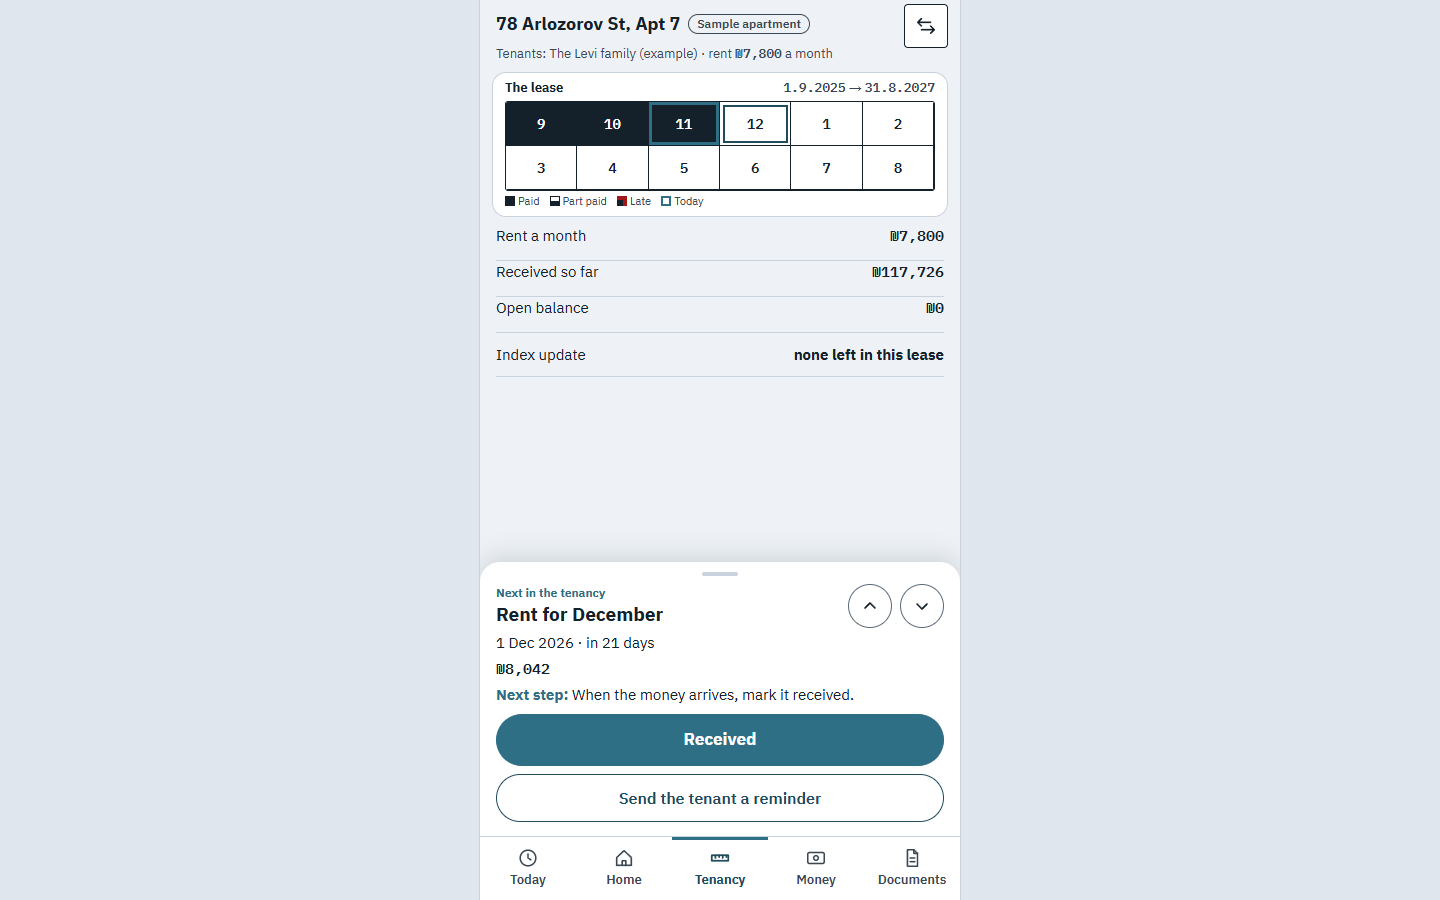 78 Arlozorov St, Apt 7 Sample apartment
Tenants: The Levi family (example) · rent ₪7,800 a month
The lease 1.9.2025 → 31.8.2027
9 10 11 12 1 2
3 4 5 6 7 8
Paid Part paid Late Today
Rent a month ₪7,800
Received so far ₪117,726
Open balance ₪0
Index update none left in this lease
Next in the tenancy
Rent for December
1 Dec 2026 · in 21 days
₪8,042
Next step: When the money arrives, mark it received.
Received
Send the tenant a reminder
Today Home Tenancy Money Documents